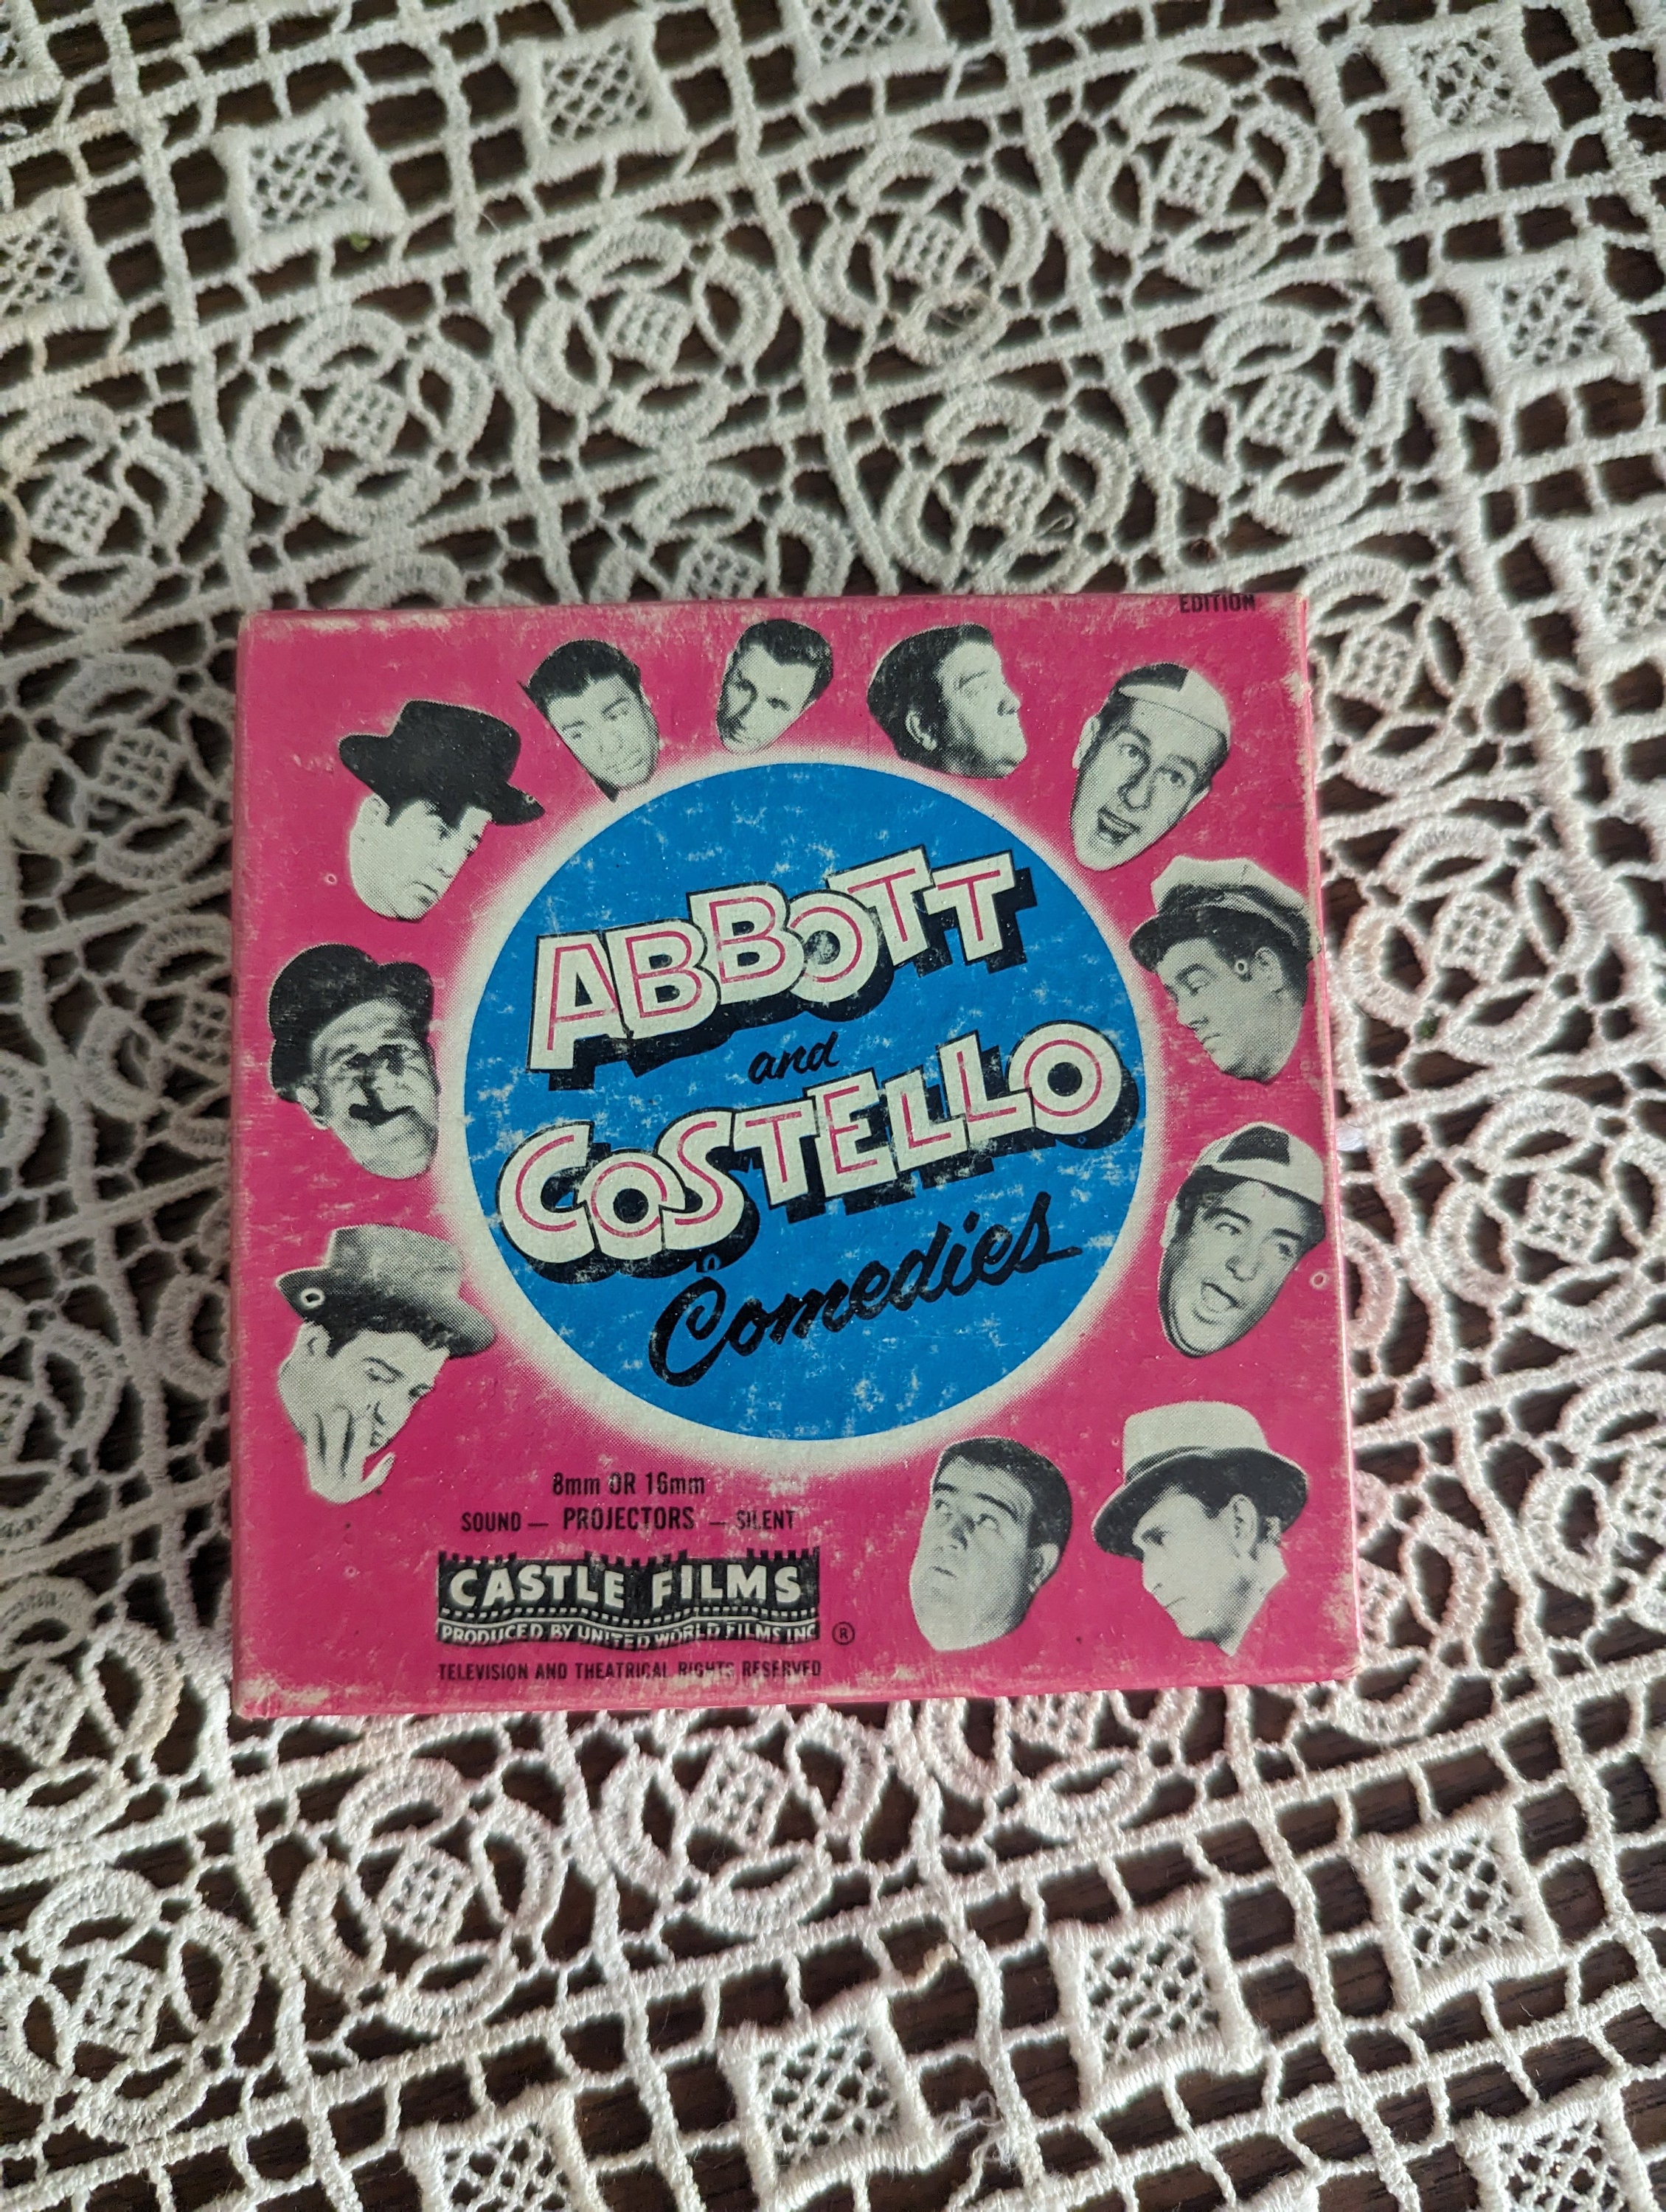 EDITION
ABBOTT
and
COSTELLO
Comedies
8mm OR 16mm
SOUND — PROJECTORS — SILENT
CASTLE FILMS
PRODUCED BY UNITED WORLD FILMS INC ®
TELEVISION AND THEATRICAL RIGHTS RESERVED